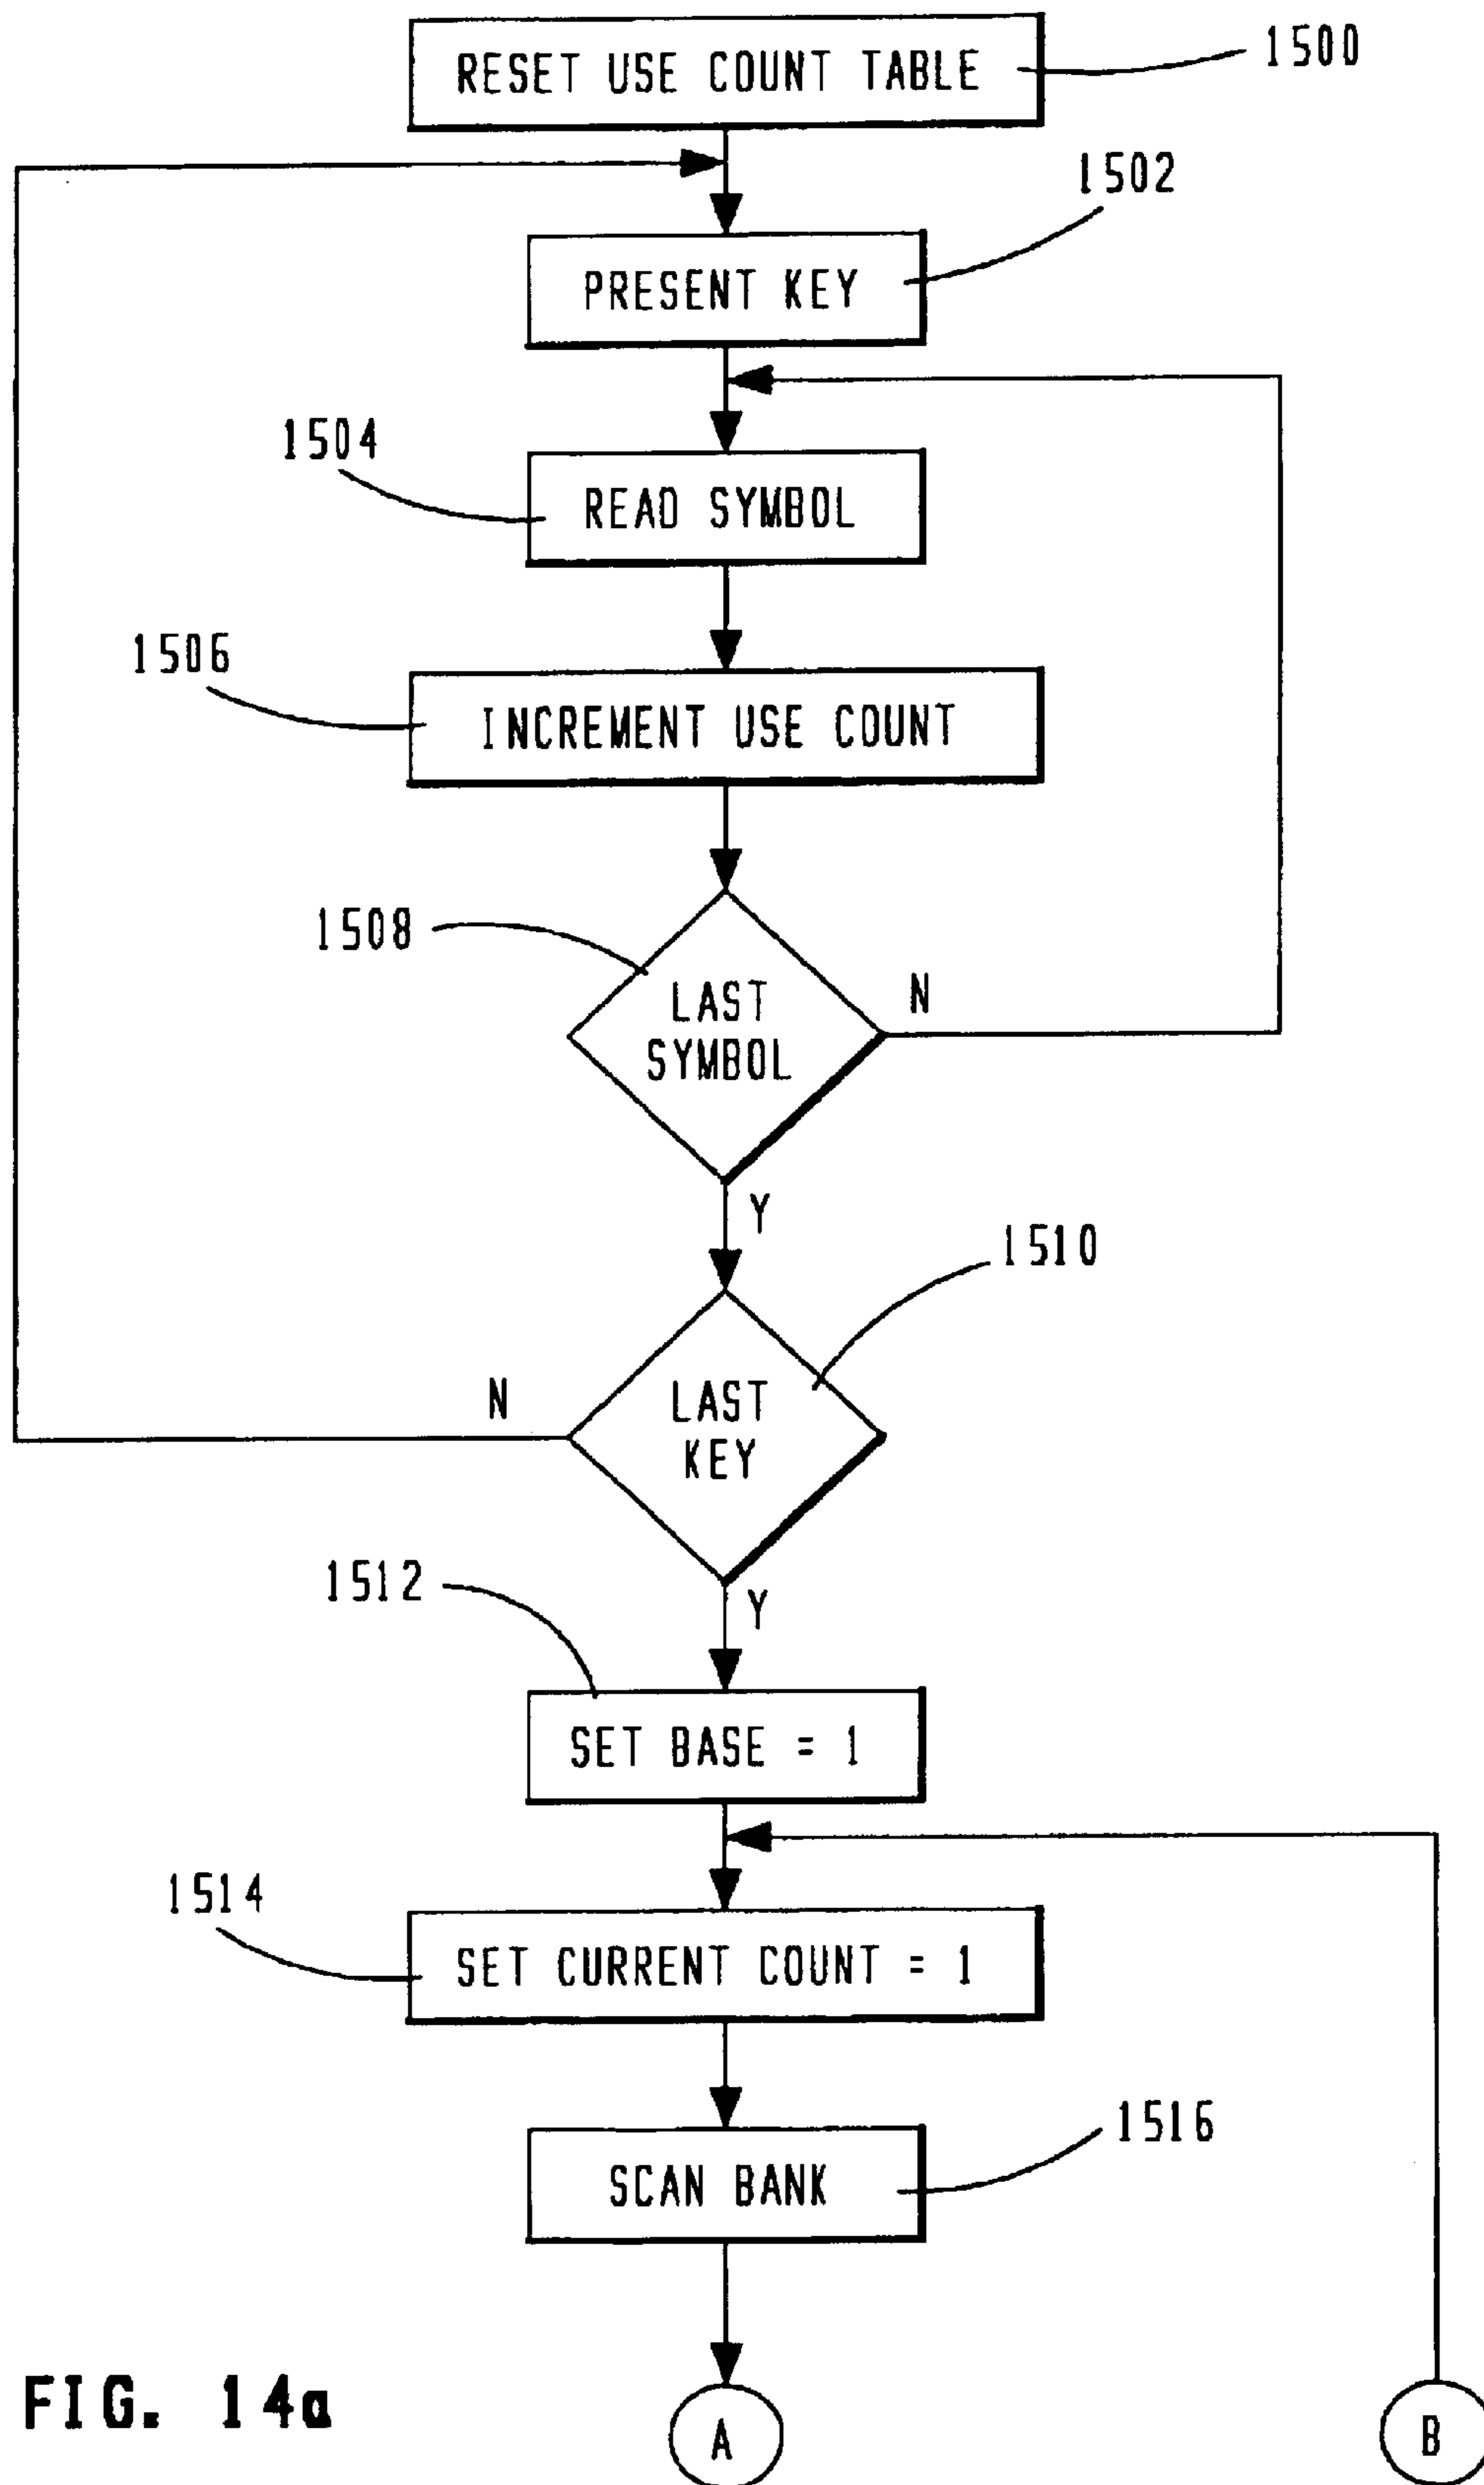 RESET USE COUNT TABLE
1500
1502
PRESENT KEY
1504
READ SYMBOL
1506
INCREMENT USE COUNT
1508
LAST
SYMBOL
N
Y
1510
LAST
KEY
N
Y
1512
SET BASE = 1
1514
SET CURRENT COUNT = 1
1516
SCAN BANK
FIG. 14a
A
B